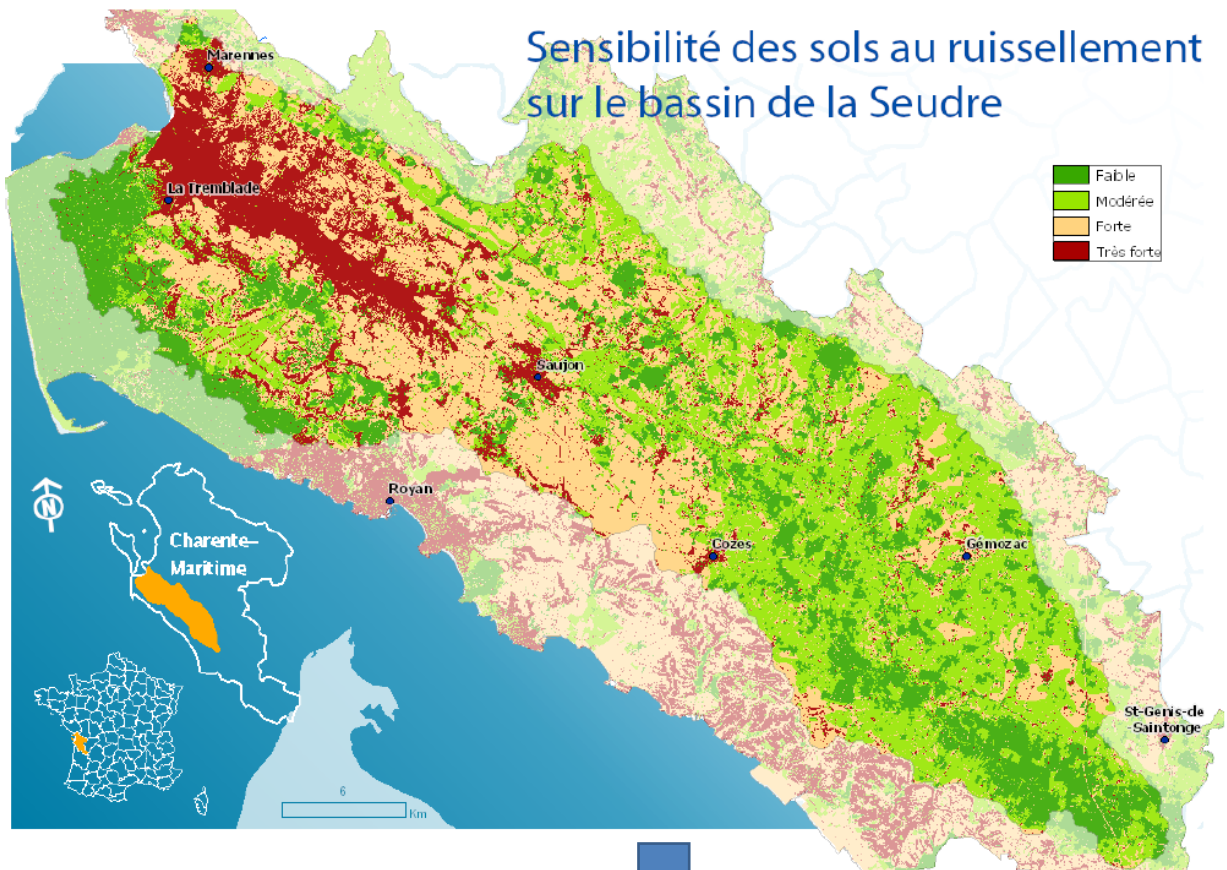 Sensibilité des sols au ruissellement
sur le bassin de la Seudre
Marennes
La Tremblade
Faible
Modérée
Forte
Très forte
Saujon
Royan
Cozes
Gémozac
St-Genis-de
Saintonge
N
Charente-
Maritime
6
Km